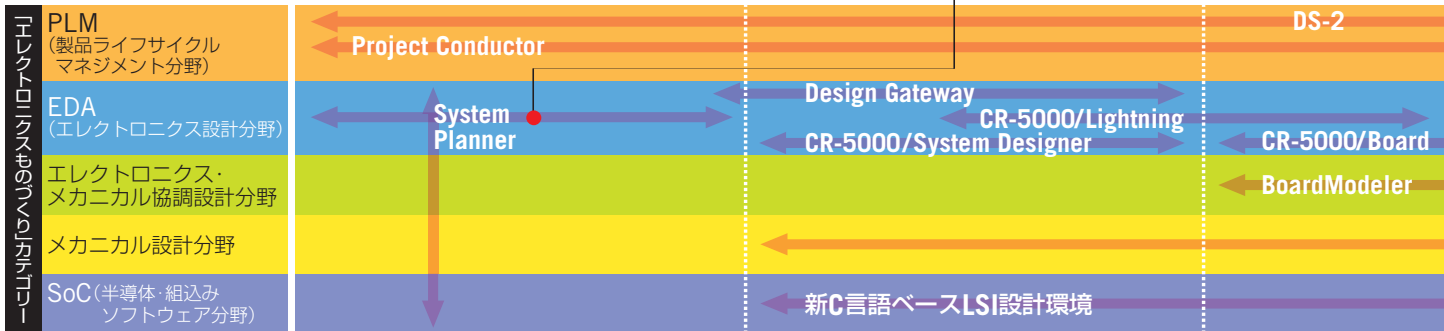 「エレクトロニクスものづくり」カテゴリー
PLM
(製品ライフサイクル
マネジメント分野)
DS-2
Project Conductor
EDA
(エレクトロニクス設計分野)
System
Planner
Design Gateway
CR-5000/Lightning
CR-5000/System Designer
CR-5000/Board
エレクトロニクス・
メカニカル協調設計分野
BoardModeler
メカニカル設計分野
SoC(半導体・組込み
ソフトウェア分野)
新C言語ベースLSI設計環境